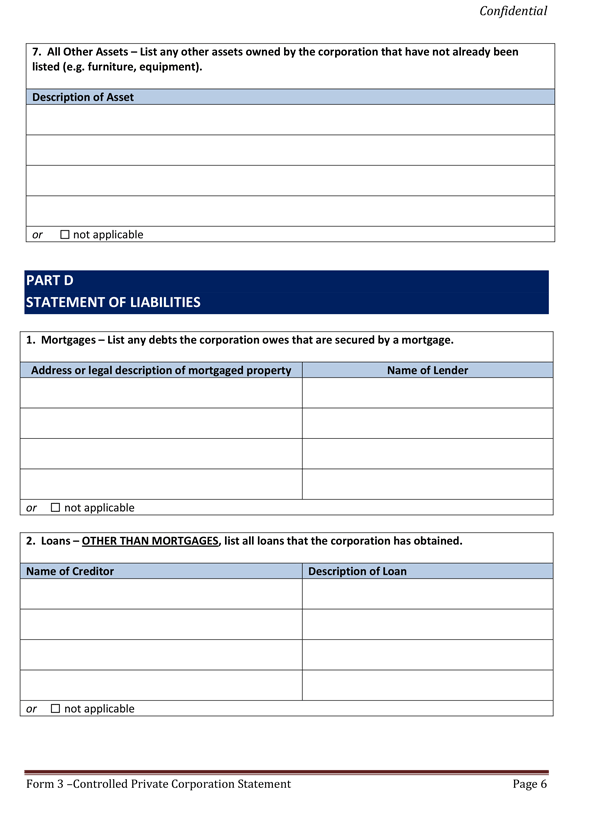 Confidential
7.  All Other Assets – List any other assets owned by the corporation that have not already been
listed (e.g. furniture, equipment).
Description of Asset
or ☐ not applicable
PART D
STATEMENT OF LIABILITIES
1.  Mortgages – List any debts the corporation owes that are secured by a mortgage.
Address or legal description of mortgaged property Name of Lender
or ☐ not applicable
2.  Loans – OTHER THAN MORTGAGES, list all loans that the corporation has obtained.
Name of Creditor Description of Loan
or ☐ not applicable
Form 3 –Controlled Private Corporation Statement Page 6